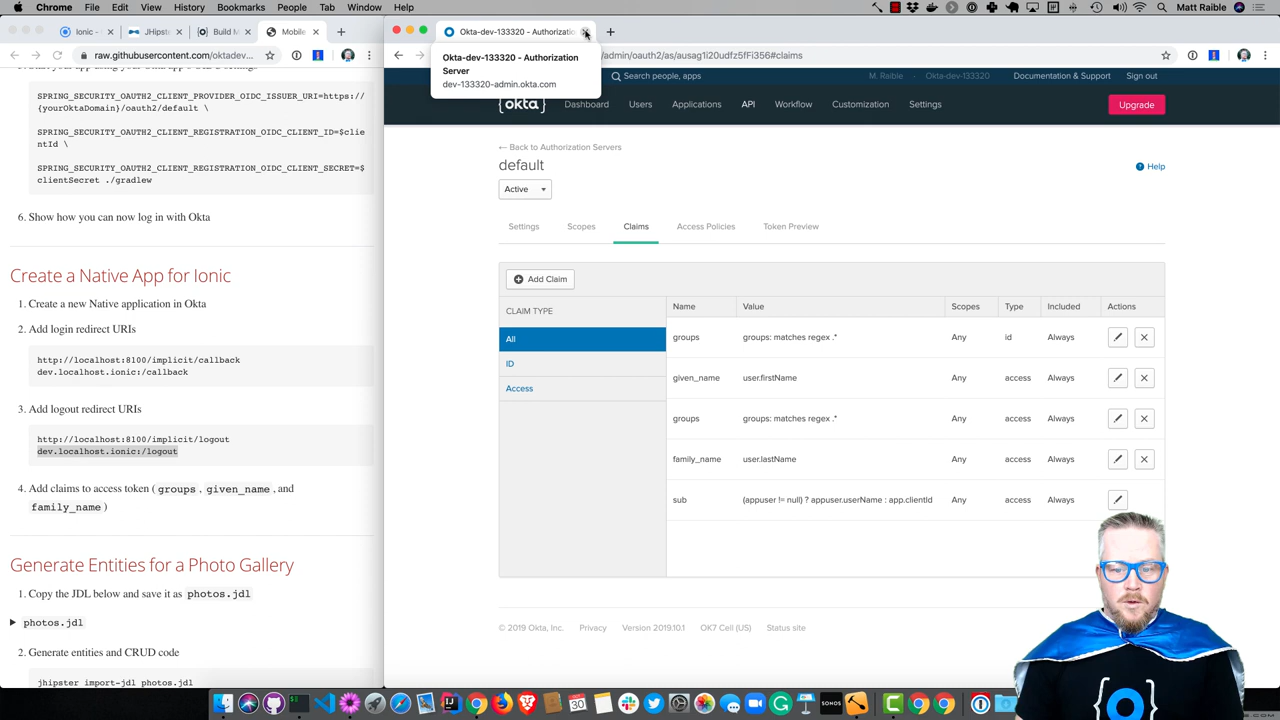 Chrome File Edit View History Bookmarks People Tab Window Help
Matt Raible
Ionic -
JHipste
Build M
Mobile
raw.githubusercontent.com/oktadev...
SPRING_SECURITY_OAUTH2_CLIENT_PROVIDER_OIDC_ISSUER_URI=https://
{yourOktaDomain}/oauth2/default \
SPRING_SECURITY_OAUTH2_CLIENT_REGISTRATION_OIDC_CLIENT_ID=$clie
ntId \
SPRING_SECURITY_OAUTH2_CLIENT_REGISTRATION_OIDC_CLIENT_SECRET=$
clientSecret ./gradlew
6. Show how you can now log in with Okta
Create a Native App for Ionic
1. Create a new Native application in Okta
2. Add login redirect URIs
http://localhost:8100/implicit/callback
dev.localhost.ionic:/callback
3. Add logout redirect URIs
http://localhost:8100/implicit/logout
dev.localhost.ionic:/logout
4. Add claims to access token ( groups , given_name , and
family_name )
Generate Entities for a Photo Gallery
1. Copy the JDL below and save it as photos.jdl
photos.jdl
2. Generate entities and CRUD code
jhipster import-jdl photos.jdl
Okta-dev-133320 - Authorizatio
Okta-dev-133320 - Authorization
Server
dev-133320-admin.okta.com
/admin/oauth2/as/ausag1i20udfz5fFi356#claims
Search people, apps
M. Raible
Okta-dev-133320
Documentation & Support
Sign out
okta
Dashboard
Users
Applications
API
Workflow
Customization
Settings
Upgrade
← Back to Authorization Servers
default
Help
Active
Settings
Scopes
Claims
Access Policies
Token Preview
Add Claim
CLAIM TYPE
All
ID
Access
Name Value Scopes Type Included Actions
groups groups: matches regex .* Any id Always
given_name user.firstName Any access Always
groups groups: matches regex .* Any access Always
family_name user.lastName Any access Always
sub (appuser != null) ? appuser.userName : app.clientId Any access Always
© 2019 Okta, Inc. Privacy Version 2019.10.1 OK7 Cell (US) Status site
30
SONOS